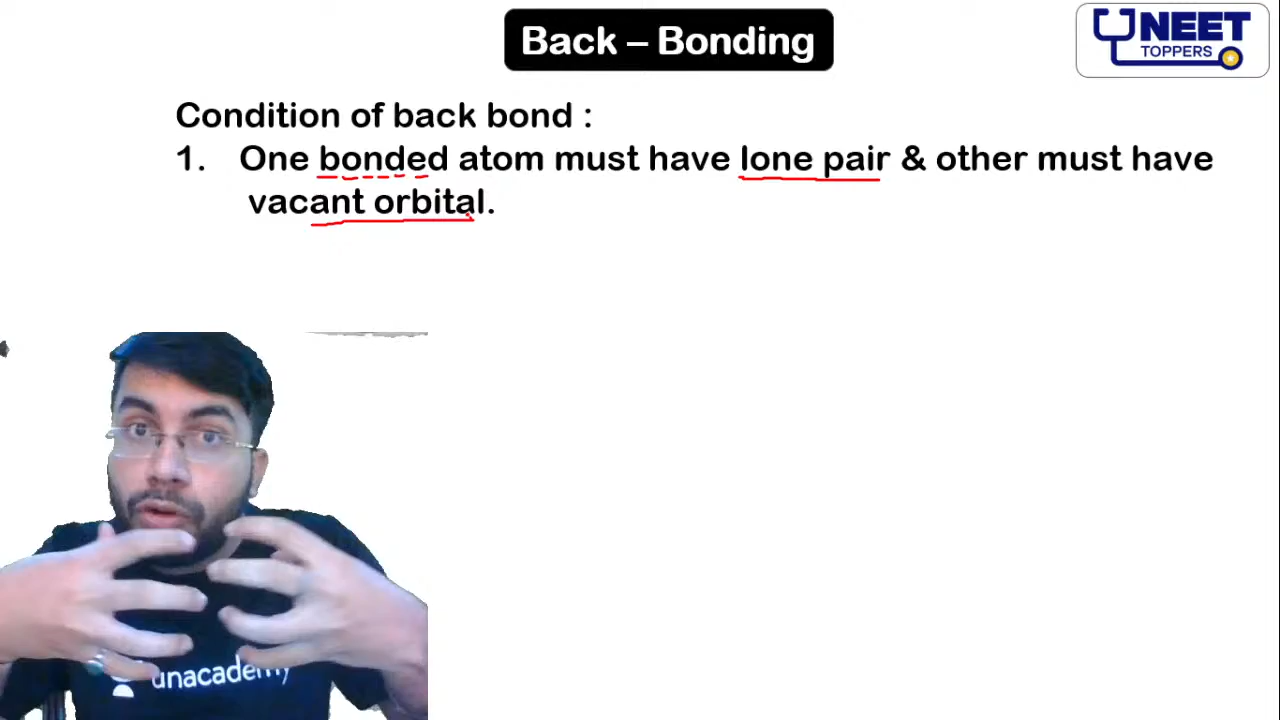 Back – Bonding
NEET
TOPPERS
Condition of back bond :
1. One bonded atom must have lone pair & other must have
vacant orbital.
unacademy